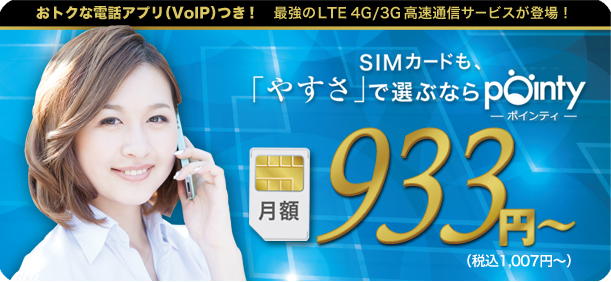 おトクな電話アプリ(VoIP)つき! 最強のLTE 4G/3G高速通信サービスが登場!
SIMカードも、
「やすさ」で選ぶなら pointy
ポインティ
月額 933円~
(税込1,007円~)